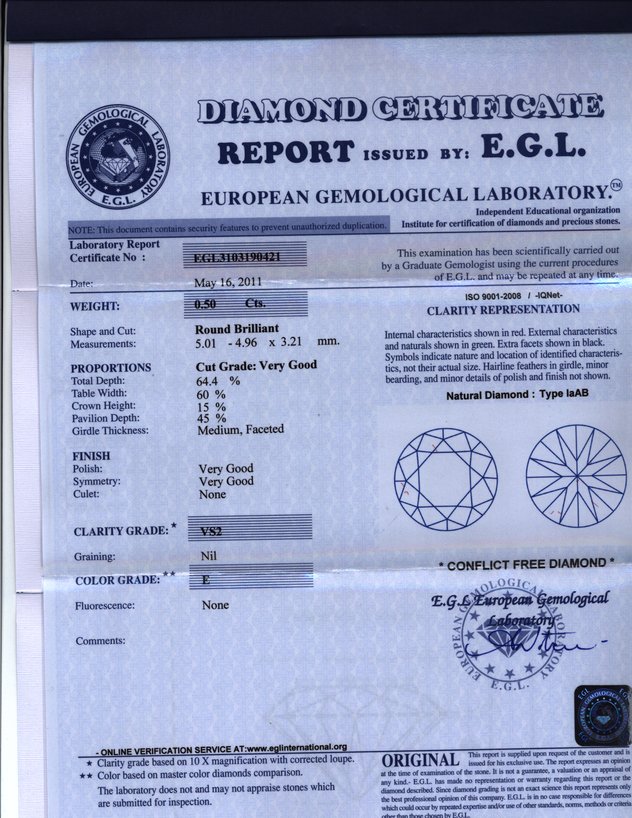 DIAMOND CERTIFICATE
REPORT ISSUED BY: E.G.L.
EUROPEAN GEMOLOGICAL LABORATORY.™
EUROPEAN GEMOLOGICAL LABORATORY
E.G.L.
Independent Educational organization
Institute for certification of diamonds and precious stones.
NOTE: This document contains security features to prevent unauthorized duplication.
Laboratory Report
Certificate No : EGL3103190421
Date: May 16, 2011
WEIGHT: 0.50 Cts.
Shape and Cut: Round Brilliant
Measurements: 5.01 - 4.96 x 3.21 mm.
PROPORTIONS Cut Grade: Very Good
Total Depth: 64.4 %
Table Width: 60 %
Crown Height: 15 %
Pavilion Depth: 45 %
Girdle Thickness: Medium, Faceted
FINISH
Polish: Very Good
Symmetry: Very Good
Culet: None
CLARITY GRADE:* VS2
Graining: Nil
COLOR GRADE:** E
Fluorescence: None
Comments:
This examination has been scientifically carried out
by a Graduate Gemologist using the current procedures
of E.G.L. and may be repeated at any time.
ISO 9001-2008 / -IQNet-
CLARITY REPRESENTATION
Internal characteristics shown in red. External characteristics
and naturals shown in green. Extra facets shown in black.
Symbols indicate nature and location of identified characteris-
tics, not their actual size. Hairline feathers in girdle, minor
bearding, and minor details of polish and finish not shown.
Natural Diamond : Type IaAB
* CONFLICT FREE DIAMOND *
E.G.L European Gemological
Laboratory
EUROPEAN GEMOLOGICAL LABORATORY
E.G.L.
- ONLINE VERIFICATION SERVICE AT:www.eglinternational.org
* Clarity grade based on 10 X magnification with corrected loupe.
** Color based on master color diamonds comparison.
The laboratory does not and may not appraise stones which
are submitted for inspection.
ORIGINAL This report is supplied upon request of the customer and is
issued for his exclusive use. The report expresses an opinion
at the time of examination of the stone. It is not a guarantee, a valuation or an appraisal of
any kind.- E.G.L. has made no representation or warranty regarding this report or the
diamond described. Since diamond grading is not an exact science this report represents only
the best professional opinion of this company. E.G.L. is in no case responsible for differences
which could occur by repeated expertise and/or use of other standards, norms, methods or criteria
other than those chosen by E.G.L.